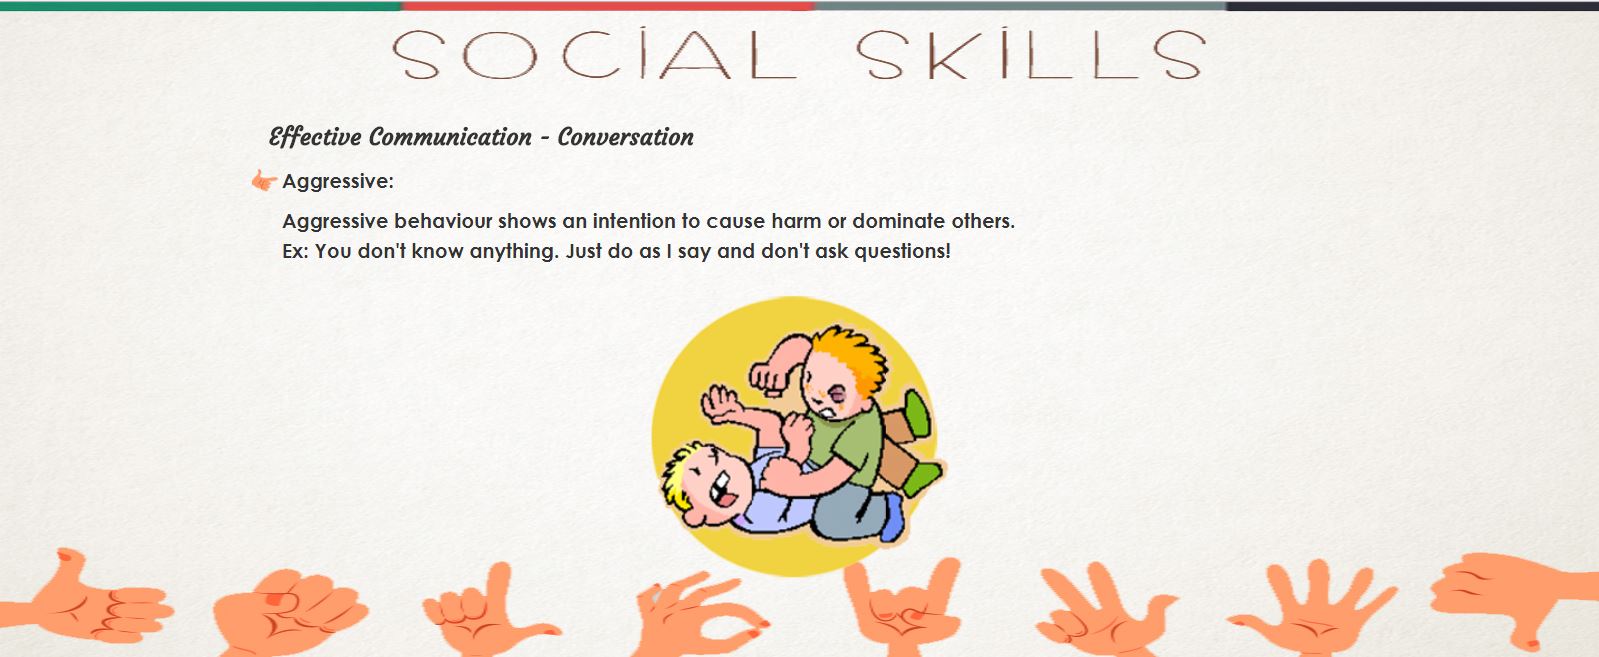 SOCIAL SKILLS
Effective Communication - Conversation
Aggressive:
Aggressive behaviour shows an intention to cause harm or dominate others.
Ex: You don't know anything. Just do as I say and don't ask questions!